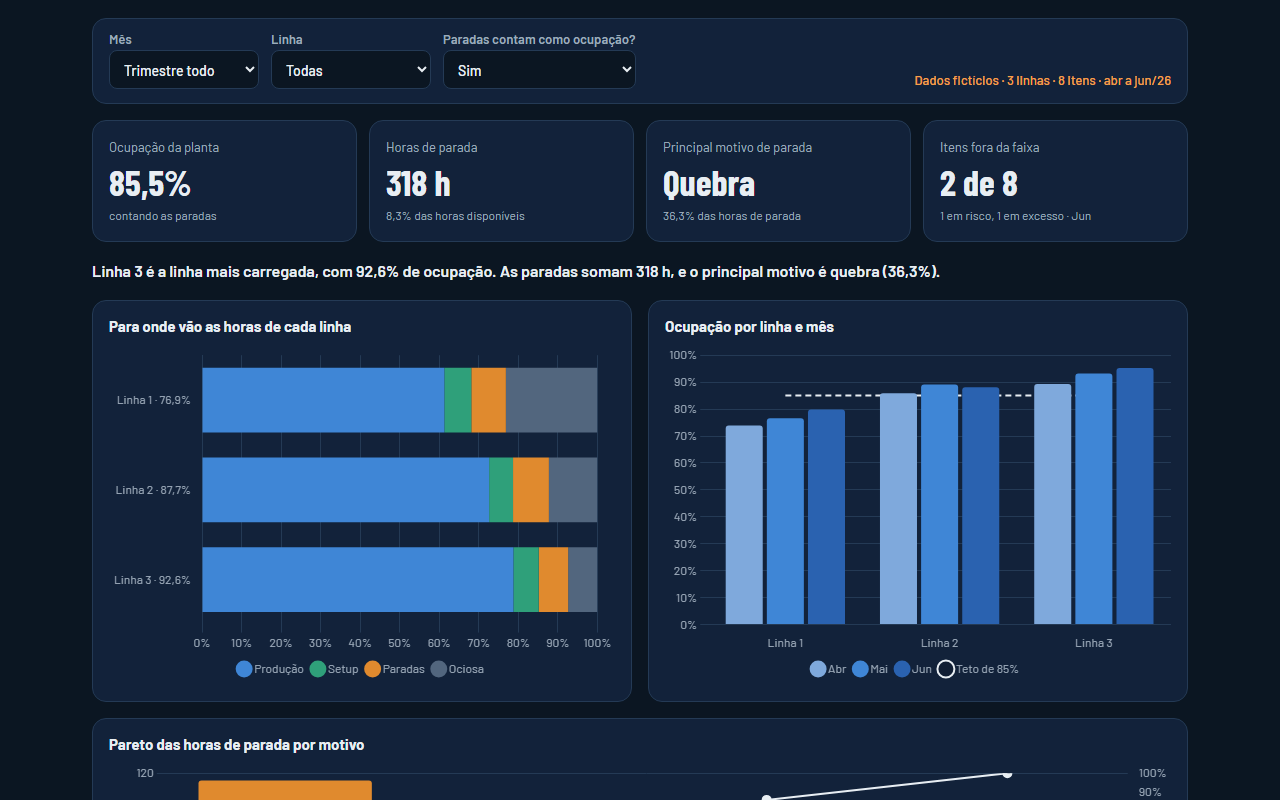 Mês
Linha
Paradas contam como ocupação?
Trimestre todo
Todas
Sim
Dados fictícios · 3 linhas · 8 itens · abr a jun/26
Ocupação da planta
85,5%
contando as paradas
Horas de parada
318 h
8,3% das horas disponíveis
Principal motivo de parada
Quebra
36,3% das horas de parada
Itens fora da faixa
2 de 8
1 em risco, 1 em excesso · Jun
Linha 3 é a linha mais carregada, com 92,6% de ocupação. As paradas somam 318 h, e o principal motivo é quebra (36,3%).
Para onde vão as horas de cada linha
Linha 1 · 76,9%
Linha 2 · 87,7%
Linha 3 · 92,6%
0% 10% 20% 30% 40% 50% 60% 70% 80% 90% 100%
Produção Setup Paradas Ociosa
Ocupação por linha e mês
100%
90%
80%
70%
60%
50%
40%
30%
20%
10%
0%
Linha 1 Linha 2 Linha 3
Abr Mai Jun Teto de 85%
Pareto das horas de parada por motivo
120
100%
90%